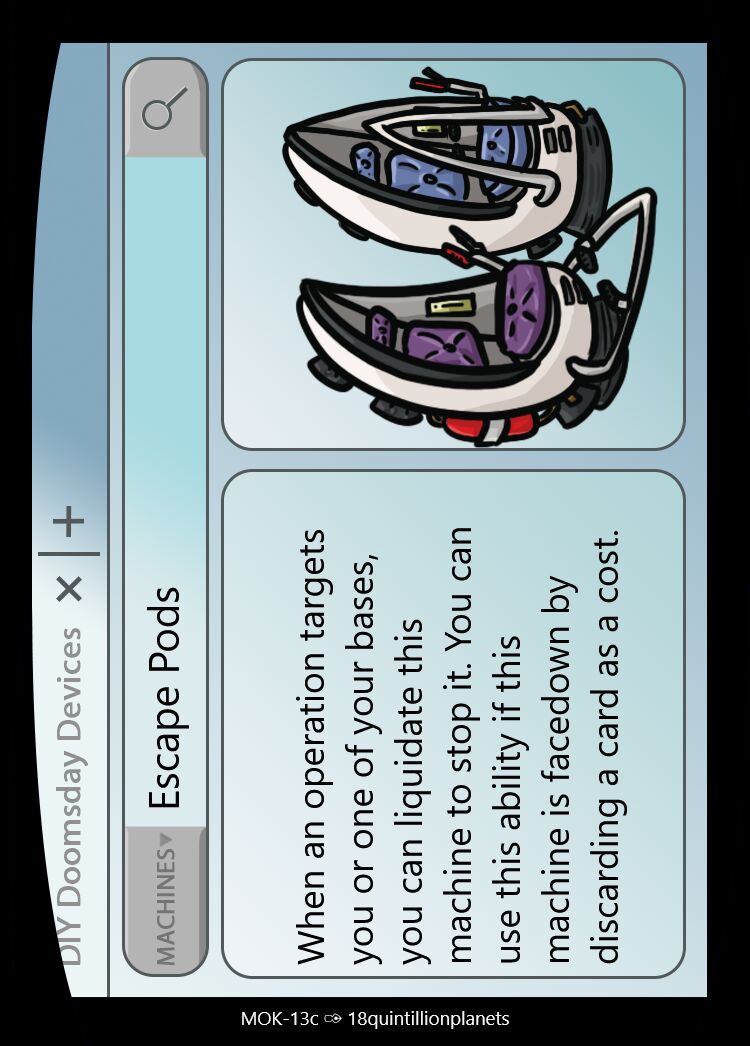 DIY Doomsday Devices × +
MACHINES▾ Escape Pods
When an operation targets
you or one of your bases,
you can liquidate this
machine to stop it. You can
use this ability if this
machine is facedown by
discarding a card as a cost.
MOK-13c ✑ 18quintillionplanets